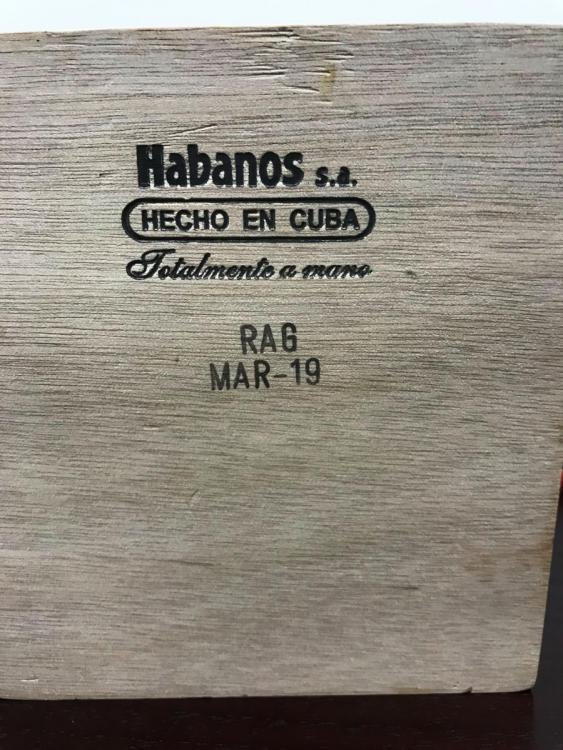 Habanos s.a.
HECHO EN CUBA
Totalmente a mano
RAG
MAR-19